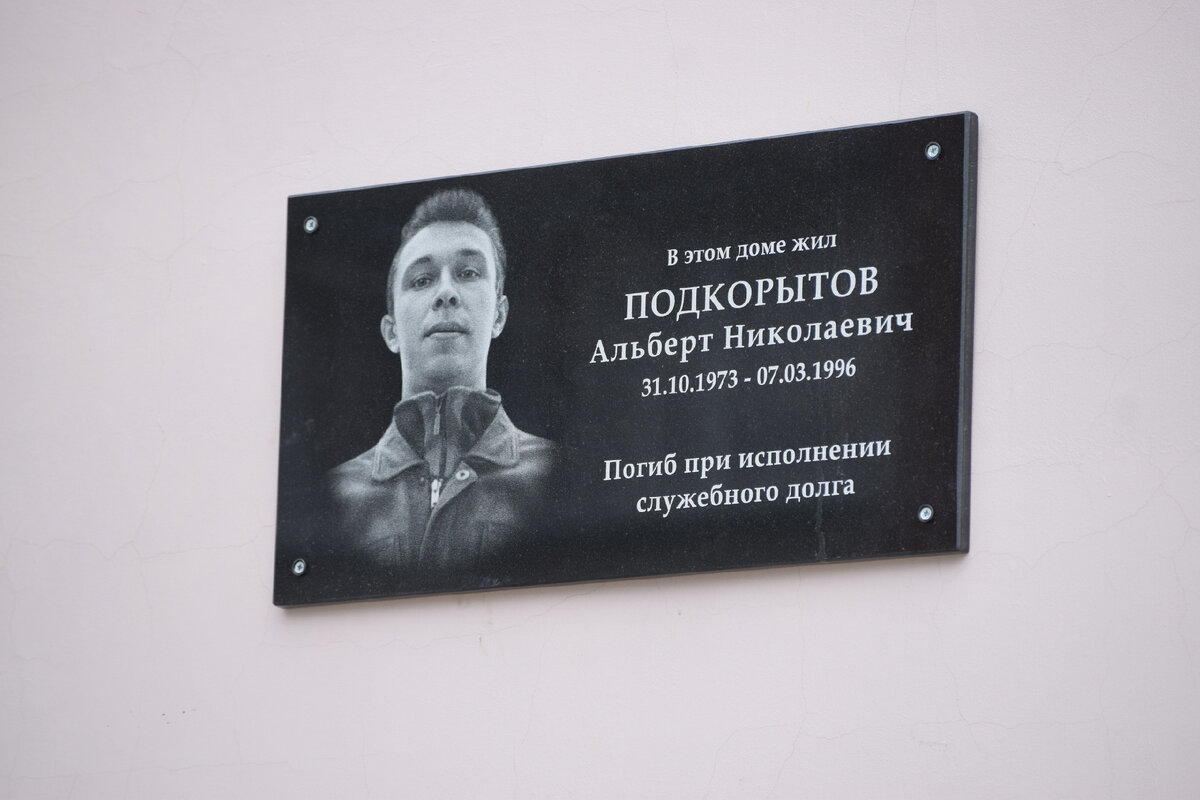 В этом доме жил
ПОДКОРЫТОВ
Альберт Николаевич
31.10.1973 - 07.03.1996
Погиб при исполнении
служебного долга